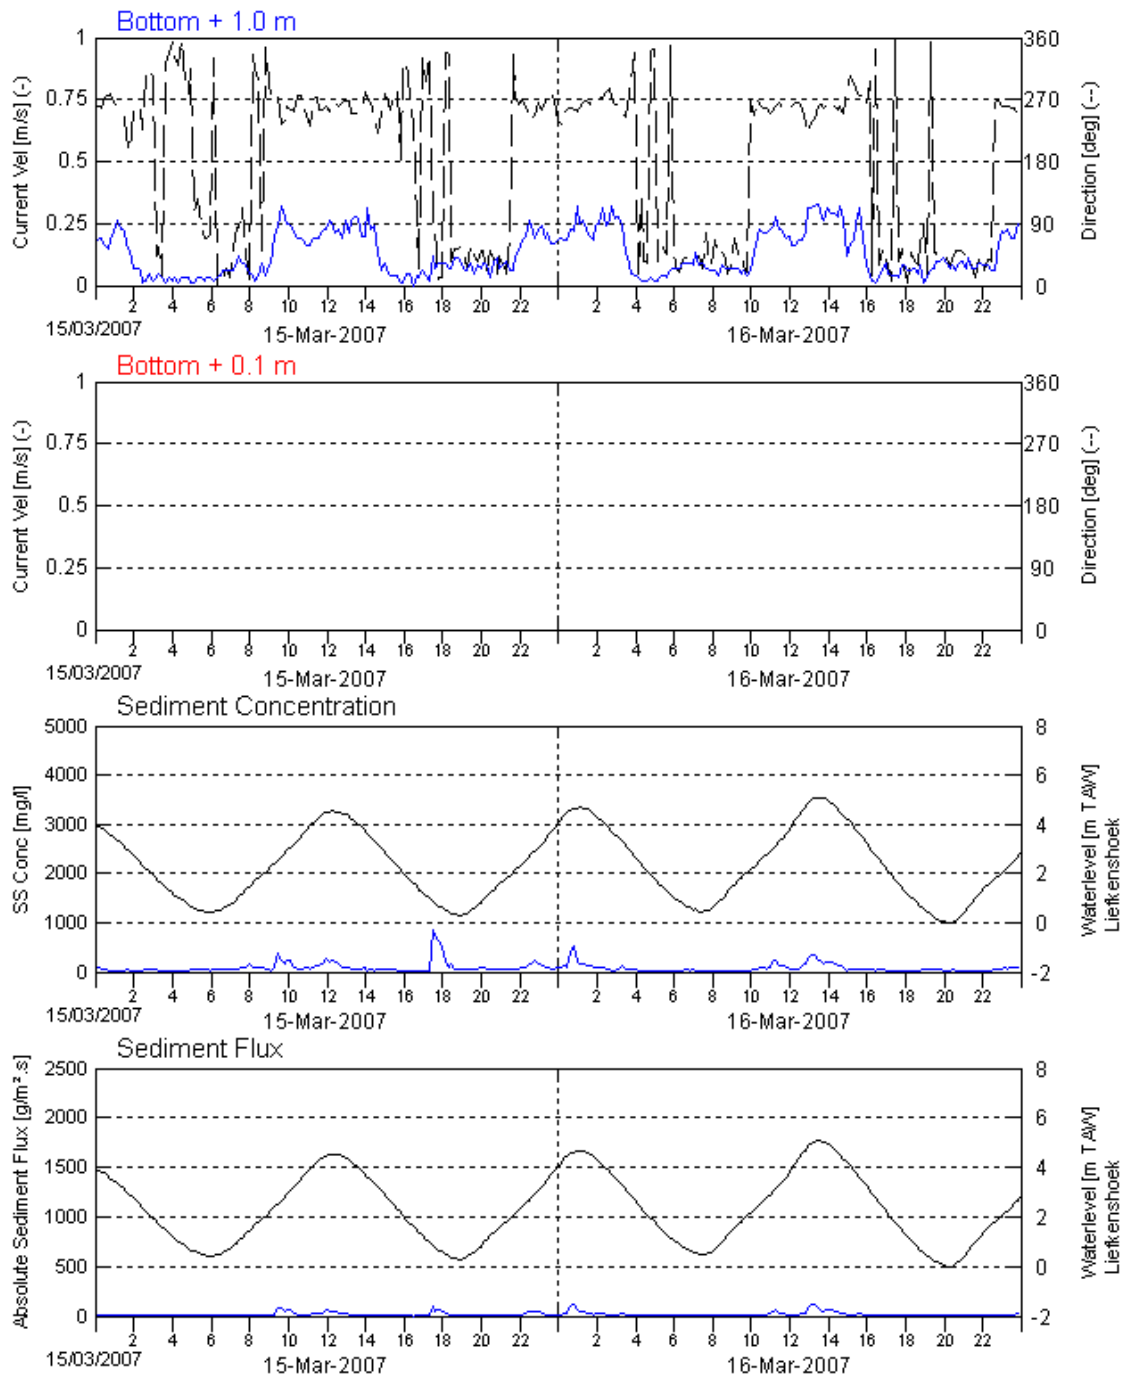 Bottom + 1.0 m
Current Vel [m/s] (-)
1
0.75
0.5
0.25
0
360
270
180
90
0
Direction [deg] (--)
2 4 6 8 10 12 14 16 18 20 22 2 4 6 8 10 12 14 16 18 20 22
15/03/2007
15-Mar-2007 16-Mar-2007
Bottom + 0.1 m
Current Vel [m/s] (-)
1
0.75
0.5
0.25
0
360
270
180
90
0
Direction [deg] (--)
2 4 6 8 10 12 14 16 18 20 22 2 4 6 8 10 12 14 16 18 20 22
15/03/2007
15-Mar-2007 16-Mar-2007
Sediment Concentration
SS Conc [mg/l]
5000
4000
3000
2000
1000
0
8
6
4
2
0
-2
Waterlevel [m TAW]
Liefkenshoek
2 4 6 8 10 12 14 16 18 20 22 2 4 6 8 10 12 14 16 18 20 22
15/03/2007
15-Mar-2007 16-Mar-2007
Sediment Flux
Absolute Sediment Flux [g/m².s]
2500
2000
1500
1000
500
0
8
6
4
2
0
-2
Waterlevel [m TAW]
Liefkenshoek
2 4 6 8 10 12 14 16 18 20 22 2 4 6 8 10 12 14 16 18 20 22
15/03/2007
15-Mar-2007 16-Mar-2007